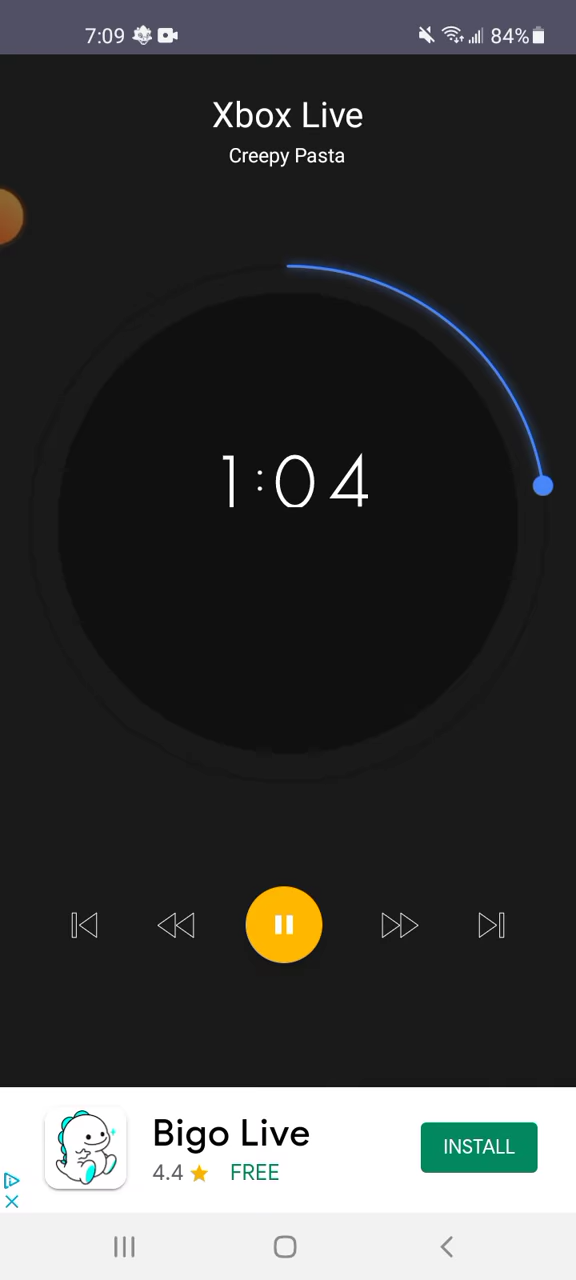 7:09
84%
Xbox Live
Creepy Pasta
1:04
Bigo Live
4.4 ★ FREE
INSTALL